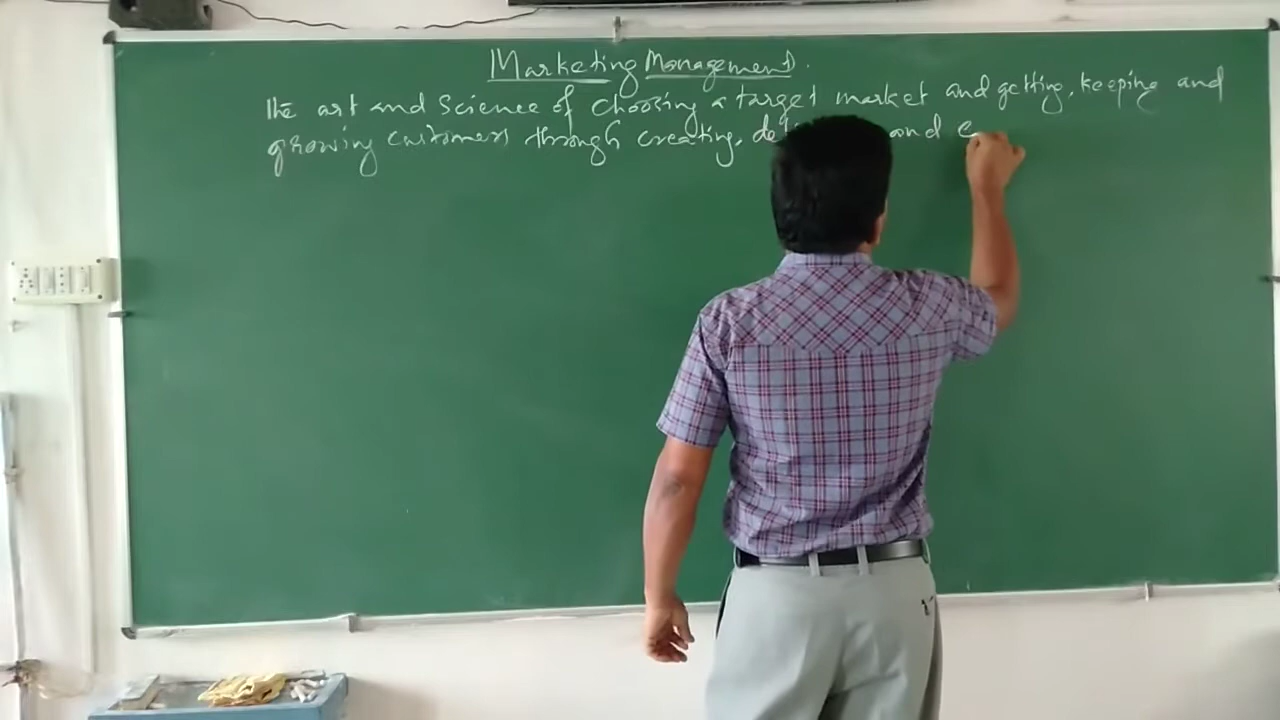 Marketing Management.
the art and science of choosing a target market and getting, keeping and
growing customers through creating, and